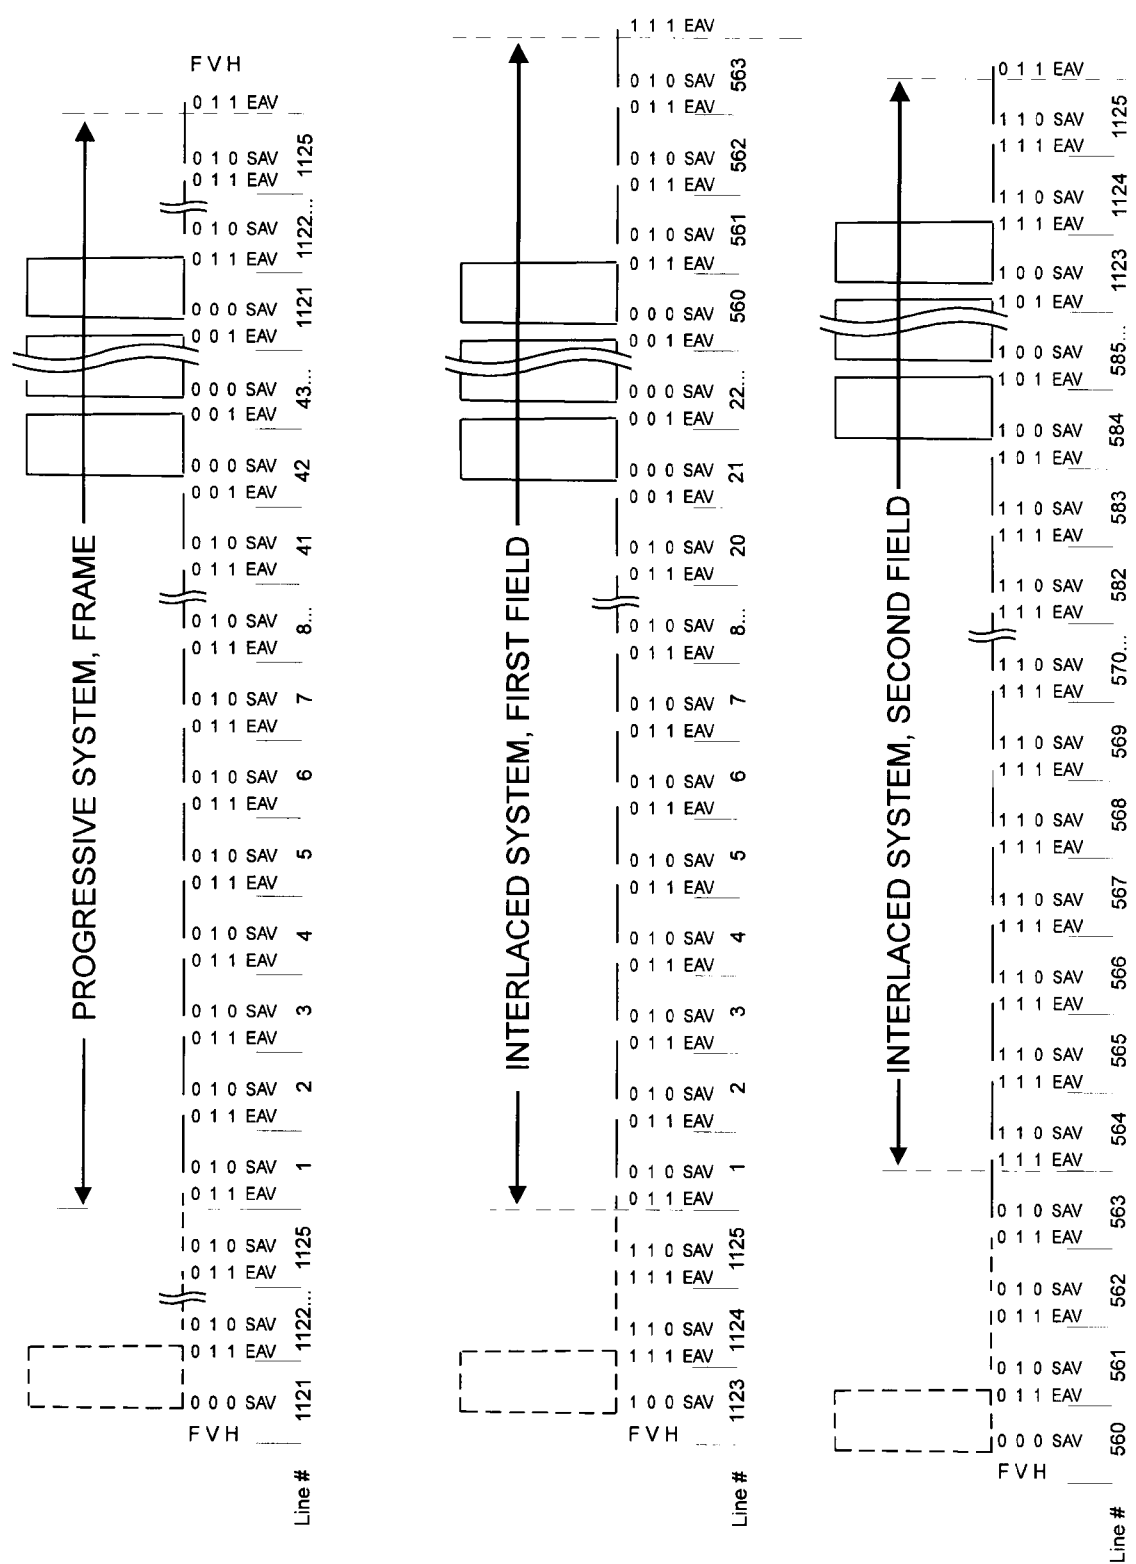 PROGRESSIVE SYSTEM, FRAME
F V H
0 1 1 EAV
0 1 0 SAV 1125
0 1 1 EAV
0 1 0 SAV 1122...
0 1 1 EAV
0 0 0 SAV 1121
0 0 1 EAV
0 0 0 SAV 43...
0 0 1 EAV
0 0 0 SAV 42
0 0 1 EAV
0 1 0 SAV 41
0 1 1 EAV
0 1 0 SAV 8...
0 1 1 EAV
0 1 0 SAV 7
0 1 1 EAV
0 1 0 SAV 6
0 1 1 EAV
0 1 0 SAV 5
0 1 1 EAV
0 1 0 SAV 4
0 1 1 EAV
0 1 0 SAV 3
0 1 1 EAV
0 1 0 SAV 2
0 1 1 EAV
0 1 0 SAV 1
0 1 1 EAV
0 1 0 SAV 1125
0 1 1 EAV
0 1 0 SAV 1122...
0 1 1 EAV
0 0 0 SAV 1121
F V H
Line #
INTERLACED SYSTEM, FIRST FIELD
1 1 1 EAV
0 1 0 SAV 563
0 1 1 EAV
0 1 0 SAV 562
0 1 1 EAV
0 1 0 SAV 561
0 1 1 EAV
0 0 0 SAV 560
0 0 1 EAV
0 0 0 SAV 22...
0 0 1 EAV
0 0 0 SAV 21
0 0 1 EAV
0 1 0 SAV 20
0 1 1 EAV
0 1 0 SAV 8...
0 1 1 EAV
0 1 0 SAV 7
0 1 1 EAV
0 1 0 SAV 6
0 1 1 EAV
0 1 0 SAV 5
0 1 1 EAV
0 1 0 SAV 4
0 1 1 EAV
0 1 0 SAV 3
0 1 1 EAV
0 1 0 SAV 2
0 1 1 EAV
0 1 0 SAV 1
0 1 1 EAV
1 1 0 SAV 1125
1 1 1 EAV
1 1 0 SAV 1124
1 1 1 EAV
1 0 0 SAV 1123
F V H
Line #
INTERLACED SYSTEM, SECOND FIELD
0 1 1 EAV
1 1 0 SAV 1125
1 1 1 EAV
1 1 0 SAV 1124
1 1 1 EAV
1 0 0 SAV 1123
1 0 1 EAV
1 0 0 SAV 585...
1 0 1 EAV
1 0 0 SAV 584
1 0 1 EAV
1 1 0 SAV 583
1 1 1 EAV
1 1 0 SAV 582
1 1 1 EAV
1 1 0 SAV 570...
1 1 1 EAV
1 1 0 SAV 569
1 1 1 EAV
1 1 0 SAV 568
1 1 1 EAV
1 1 0 SAV 567
1 1 1 EAV
1 1 0 SAV 566
1 1 1 EAV
1 1 0 SAV 565
1 1 1 EAV
1 1 0 SAV 564
1 1 1 EAV
0 1 0 SAV 563
0 1 1 EAV
0 1 0 SAV 562
0 1 1 EAV
0 1 0 SAV 561
0 1 1 EAV
0 0 0 SAV 560
F V H
Line #